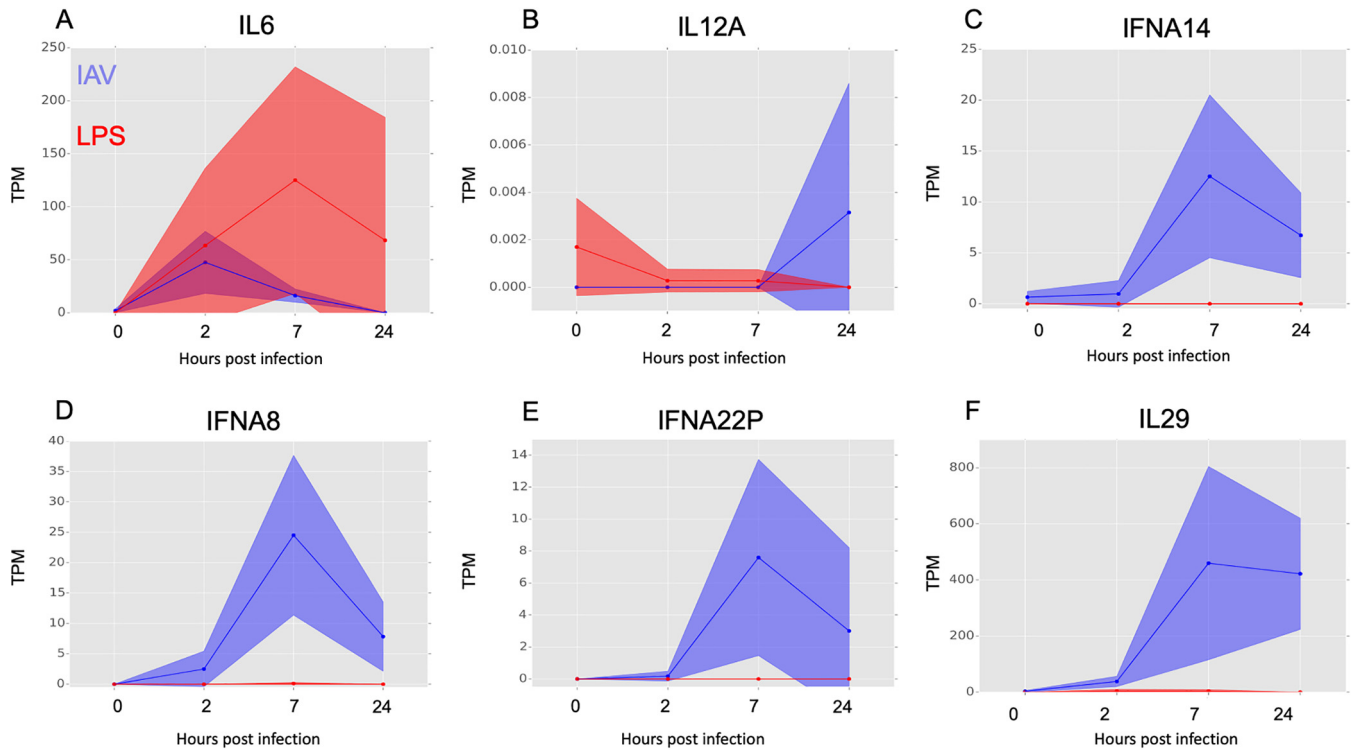 A
IL6
250
200
150
100
50
0
IAV
LPS
TPM
0 2 7 24
Hours post infection
B
IL12A
0.010
0.008
0.006
0.004
0.002
0.000
TPM
0 2 7 24
Hours post infection
C
IFNA14
25
20
15
10
5
0
TPM
0 2 7 24
Hours post infection
D
IFNA8
40
35
30
25
20
15
10
5
0
TPM
0 2 7 24
Hours post infection
E
IFNA22P
14
12
10
8
6
4
2
0
TPM
0 2 7 24
Hours post infection
F
IL29
800
600
400
200
0
TPM
0 2 7 24
Hours post infection